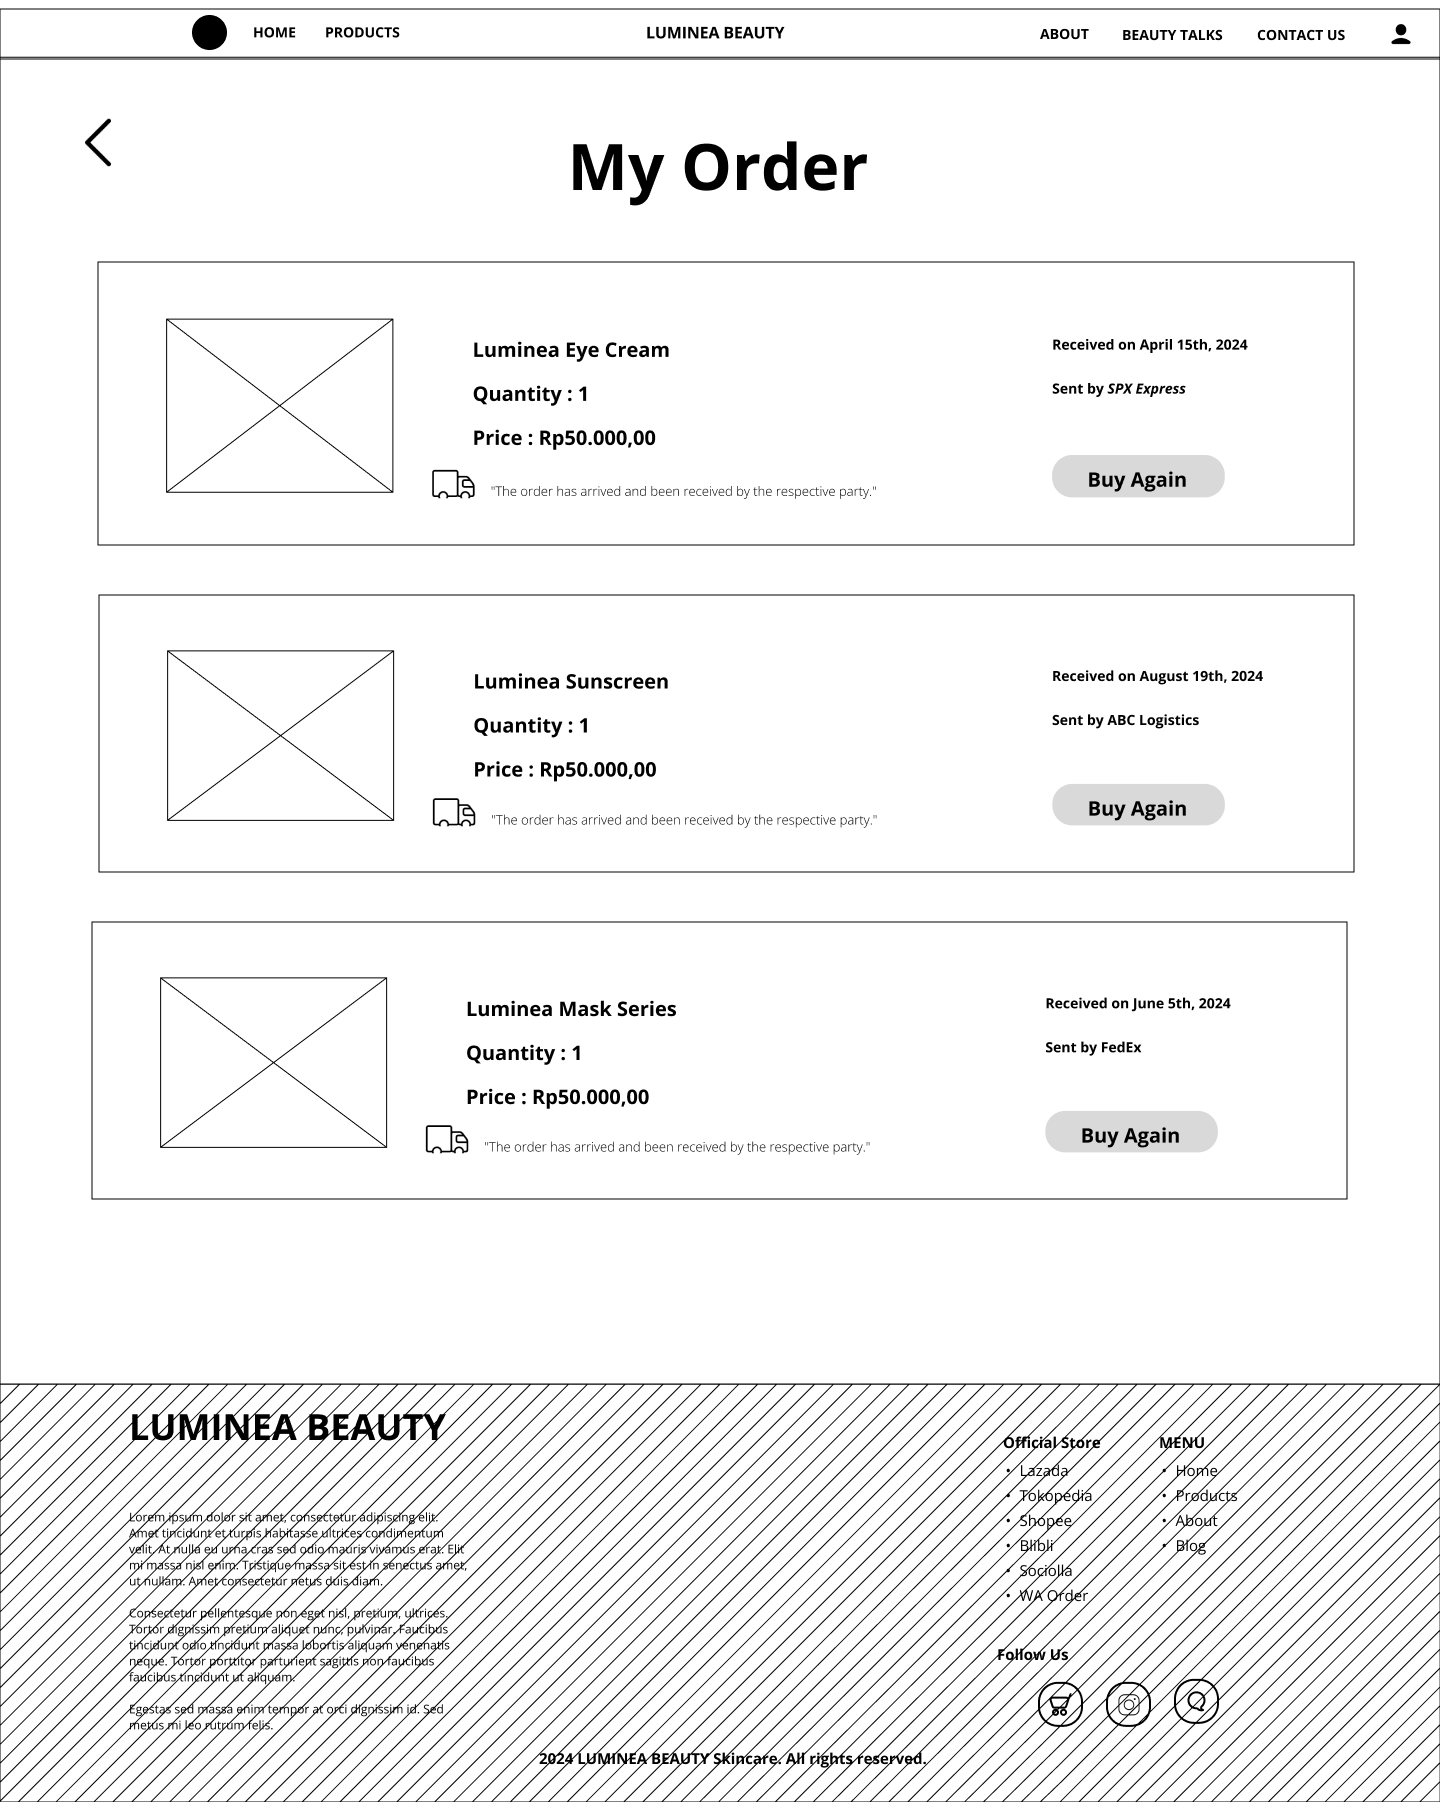 HOME PRODUCTS LUMINEA BEAUTY ABOUT BEAUTY TALKS CONTACT US
My Order
Luminea Eye Cream
Quantity : 1
Price : Rp50.000,00
"The order has arrived and been received by the respective party."
Received on April 15th, 2024
Sent by SPX Express
Buy Again
Luminea Sunscreen
Quantity : 1
Price : Rp50.000,00
"The order has arrived and been received by the respective party."
Received on August 19th, 2024
Sent by ABC Logistics
Buy Again
Luminea Mask Series
Quantity : 1
Price : Rp50.000,00
"The order has arrived and been received by the respective party."
Received on June 5th, 2024
Sent by FedEx
Buy Again
LUMINEA BEAUTY
Lorem ipsum dolor sit amet, consectetur adipiscing elit.
Amet tincidunt et turpis habitasse ultrices condimentum
velit. At nulla eu urna cras sed odio mauris vivamus erat. Elit
mi massa nisl enim. Tristique massa sit est in senectus amet,
ut nullam. Amet consectetur netus duis diam.
Consectetur pellentesque non eget nisl, pretium, ultrices.
Tortor dignissim pretium aliquet nunc, pulvinar. Faucibus
tincidunt odio tincidunt massa lobortis aliquam venenatis
neque. Tortor porttitor parturient sagittis non faucibus
faucibus tincidunt ut aliquam.
Egestas sed massa enim tempor at orci dignissim id. Sed
metus mi leo rutrum felis.
Official Store
• Lazada
• Tokopedia
• Shopee
• Blibli
• Sociolla
• WA Order
MENU
• Home
• Products
• About
• Blog
Follow Us
2024 LUMINEA BEAUTY Skincare. All rights reserved.